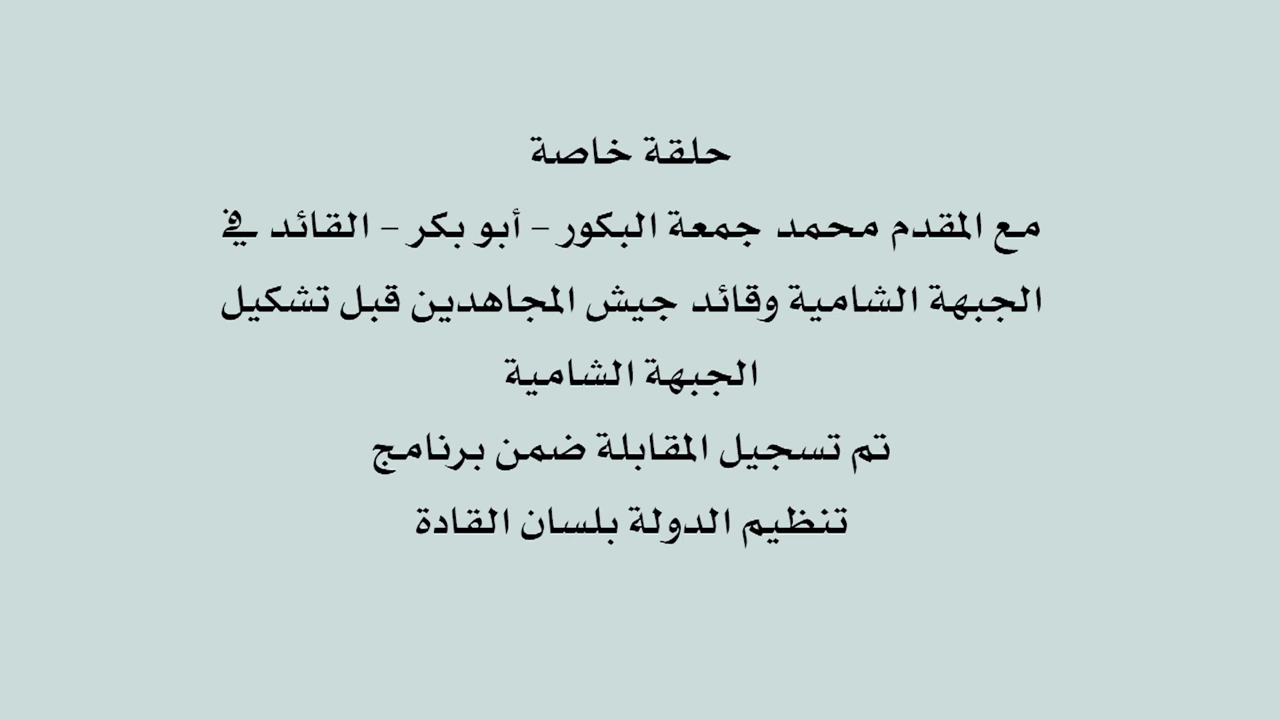 حلقة خاصة
مع المقدم محمد جمعة البكور - أبو بكر - القائد في
الجبهة الشامية وقائد جيش المجاهدين قبل تشكيل
الجبهة الشامية
تم تسجيل المقابلة ضمن برنامج
تنظيم الدولة بلسان القادة